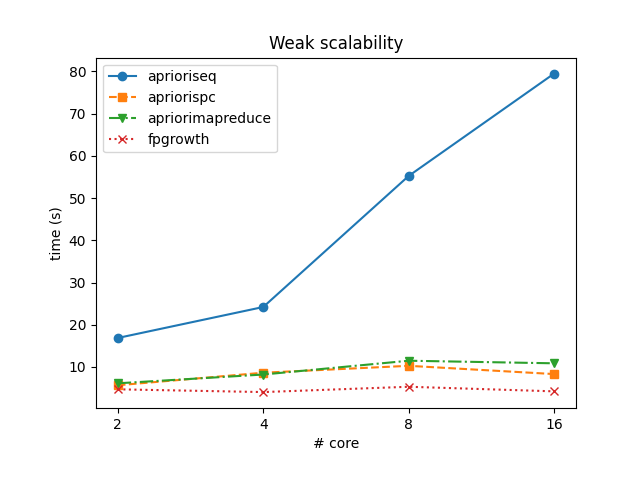 Weak scalability
aprioriseq
apriorispc
apriorimapreduce
fpgrowth
80
70
60
50
40
30
20
10
time (s)
2 4 8 16
# core